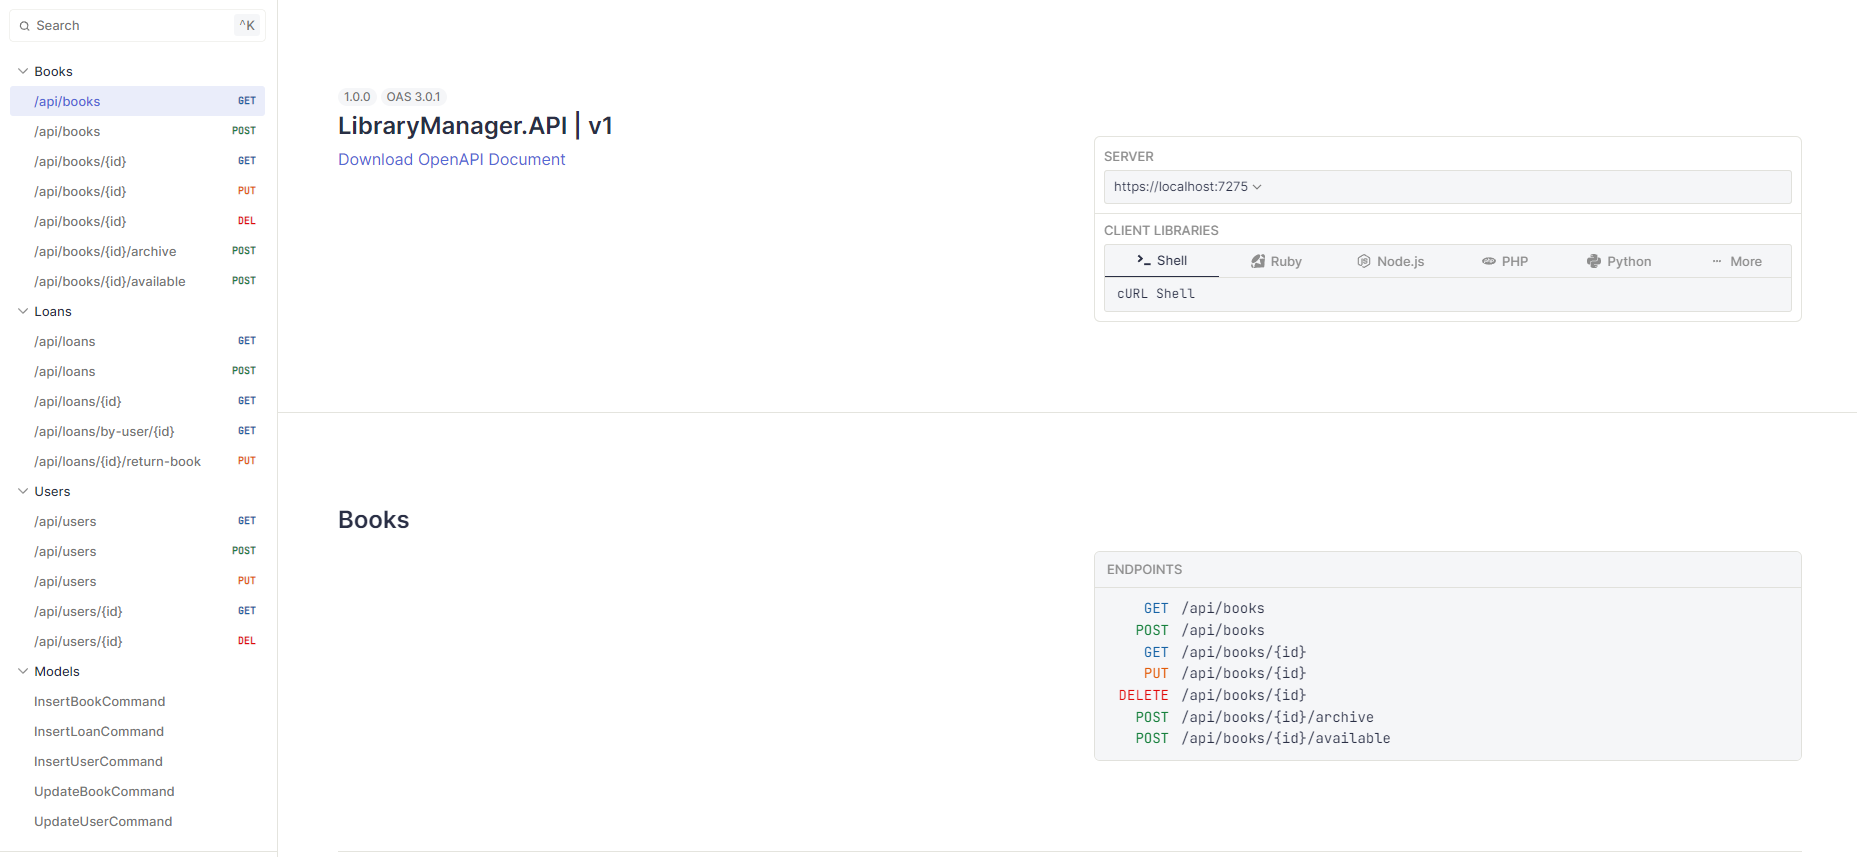 Search ^K
Books
/api/books GET
/api/books POST
/api/books/{id} GET
/api/books/{id} PUT
/api/books/{id} DEL
/api/books/{id}/archive POST
/api/books/{id}/available POST
Loans
/api/loans GET
/api/loans POST
/api/loans/{id} GET
/api/loans/by-user/{id} GET
/api/loans/{id}/return-book PUT
Users
/api/users GET
/api/users POST
/api/users PUT
/api/users/{id} GET
/api/users/{id} DEL
Models
InsertBookCommand
InsertLoanCommand
InsertUserCommand
UpdateBookCommand
UpdateUserCommand
1.0.0 OAS 3.0.1
LibraryManager.API | v1
Download OpenAPI Document
SERVER
https://localhost:7275
CLIENT LIBRARIES
Shell Ruby Node.js PHP Python More
cURL Shell
Books
ENDPOINTS
GET /api/books
POST /api/books
GET /api/books/{id}
PUT /api/books/{id}
DELETE /api/books/{id}
POST /api/books/{id}/archive
POST /api/books/{id}/available